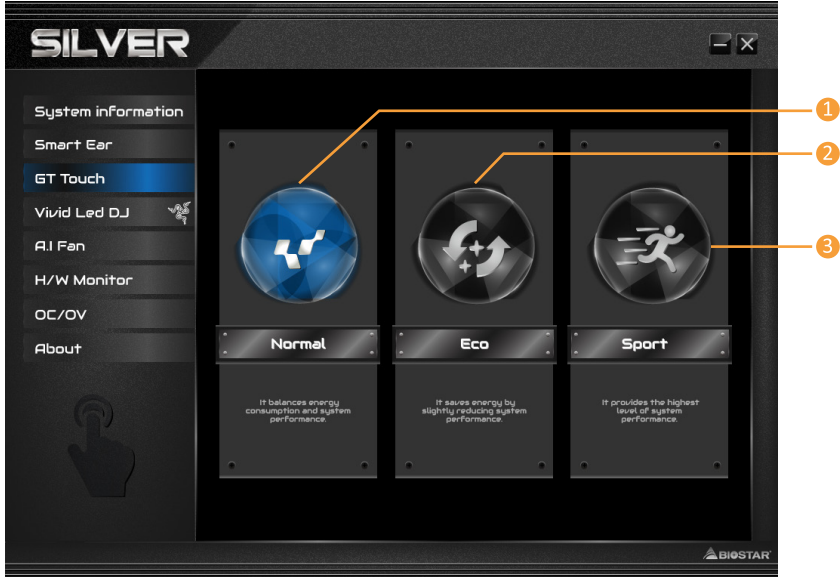 SILVER
System information
Smart Ear
GT Touch
Vivid Led DJ
A.I Fan
H/W Monitor
OC/OV
About
1
2
3
Normal
It balances energy
consumption and system
performance.
Eco
It saves energy by
slightly reducing system
performance.
Sport
It provides the highest
level of system
performance.
BIOSTAR